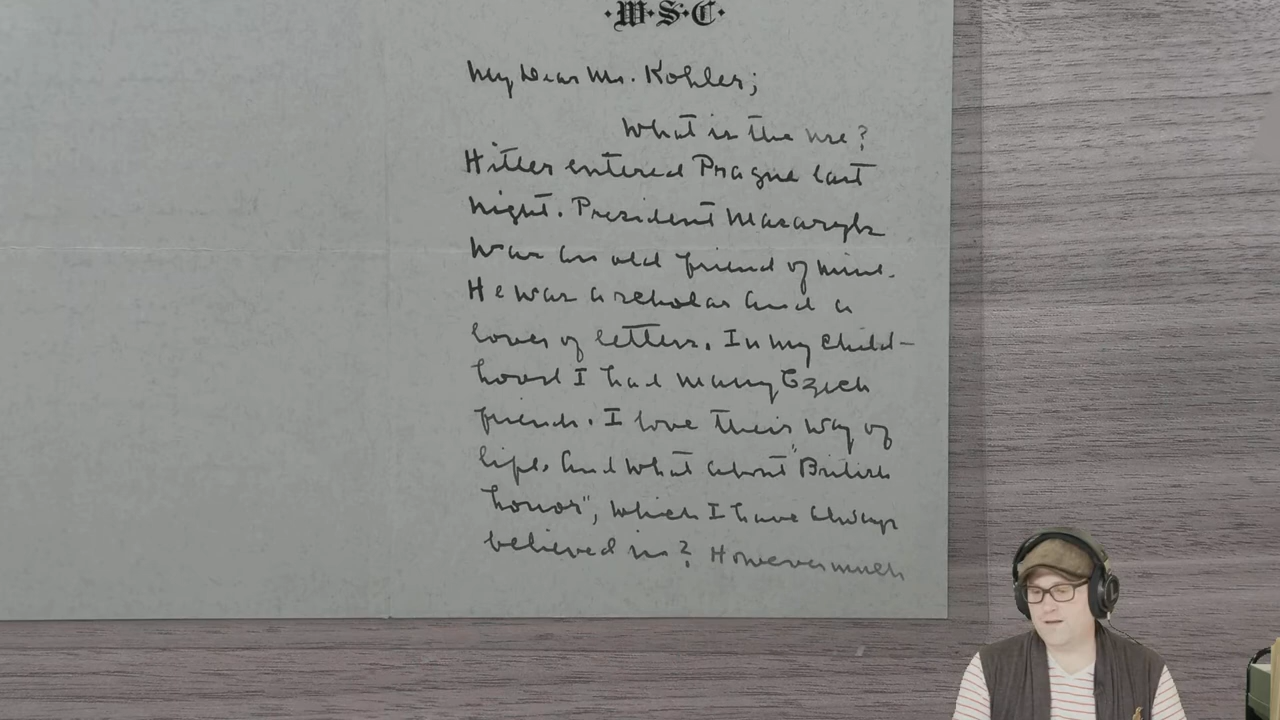 ·W·S·C·
My Dear Mr. Kohler;
What is the use?
Hitler entered Prague last
night. President Masaryk
was an old friend of mine.
He was a scholar and a
lover of letters. In my child-
hood I had many Czech
friends. I love their way of
life. And what about "British
honor", which I have always
believed in? However much